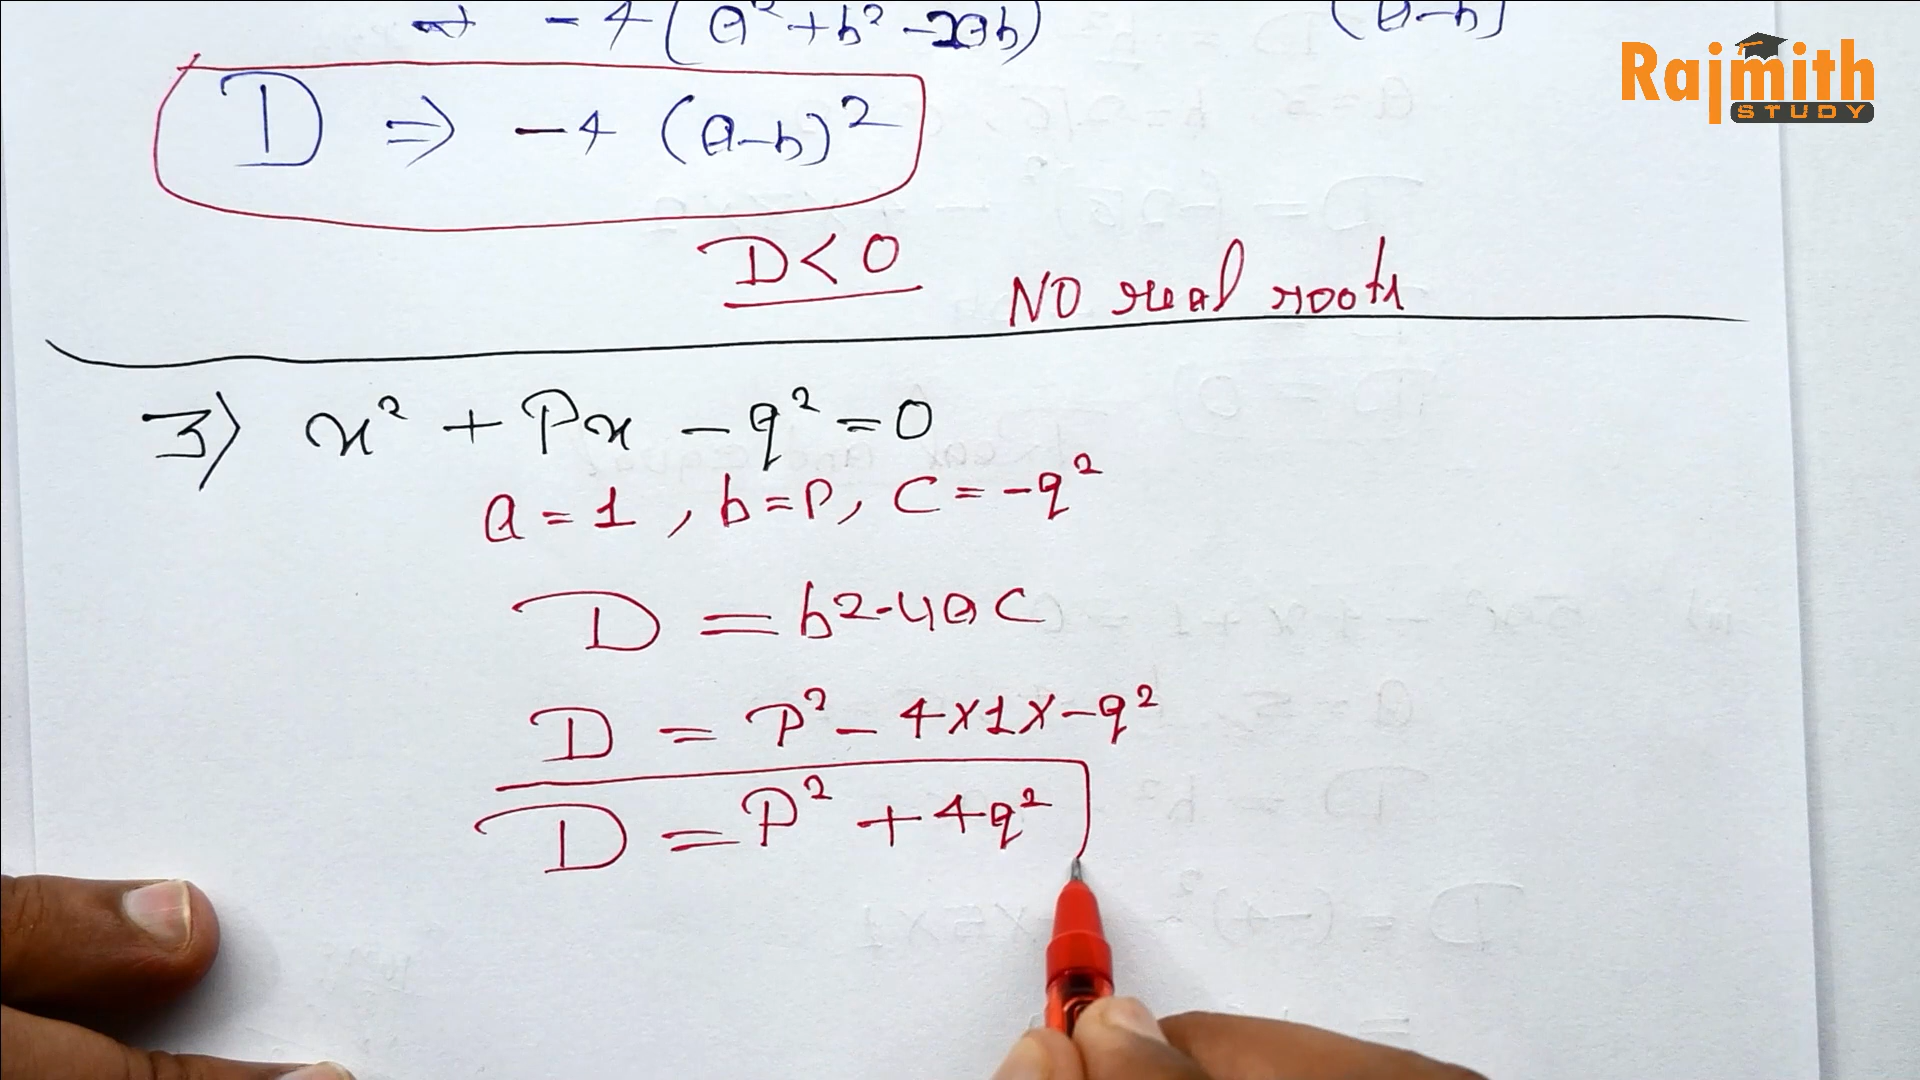 ⇒ -4(a²+b²-2ab) (a-b)
Rajmith
STUDY
D ⇒ -4 (a-b)²
D<0
NO real roots
3) x² + Px - q² = 0
a = 1, b = P, C = -q²
D = b2-4ac
D = P² - 4×1×-q²
D = P² + 4q²